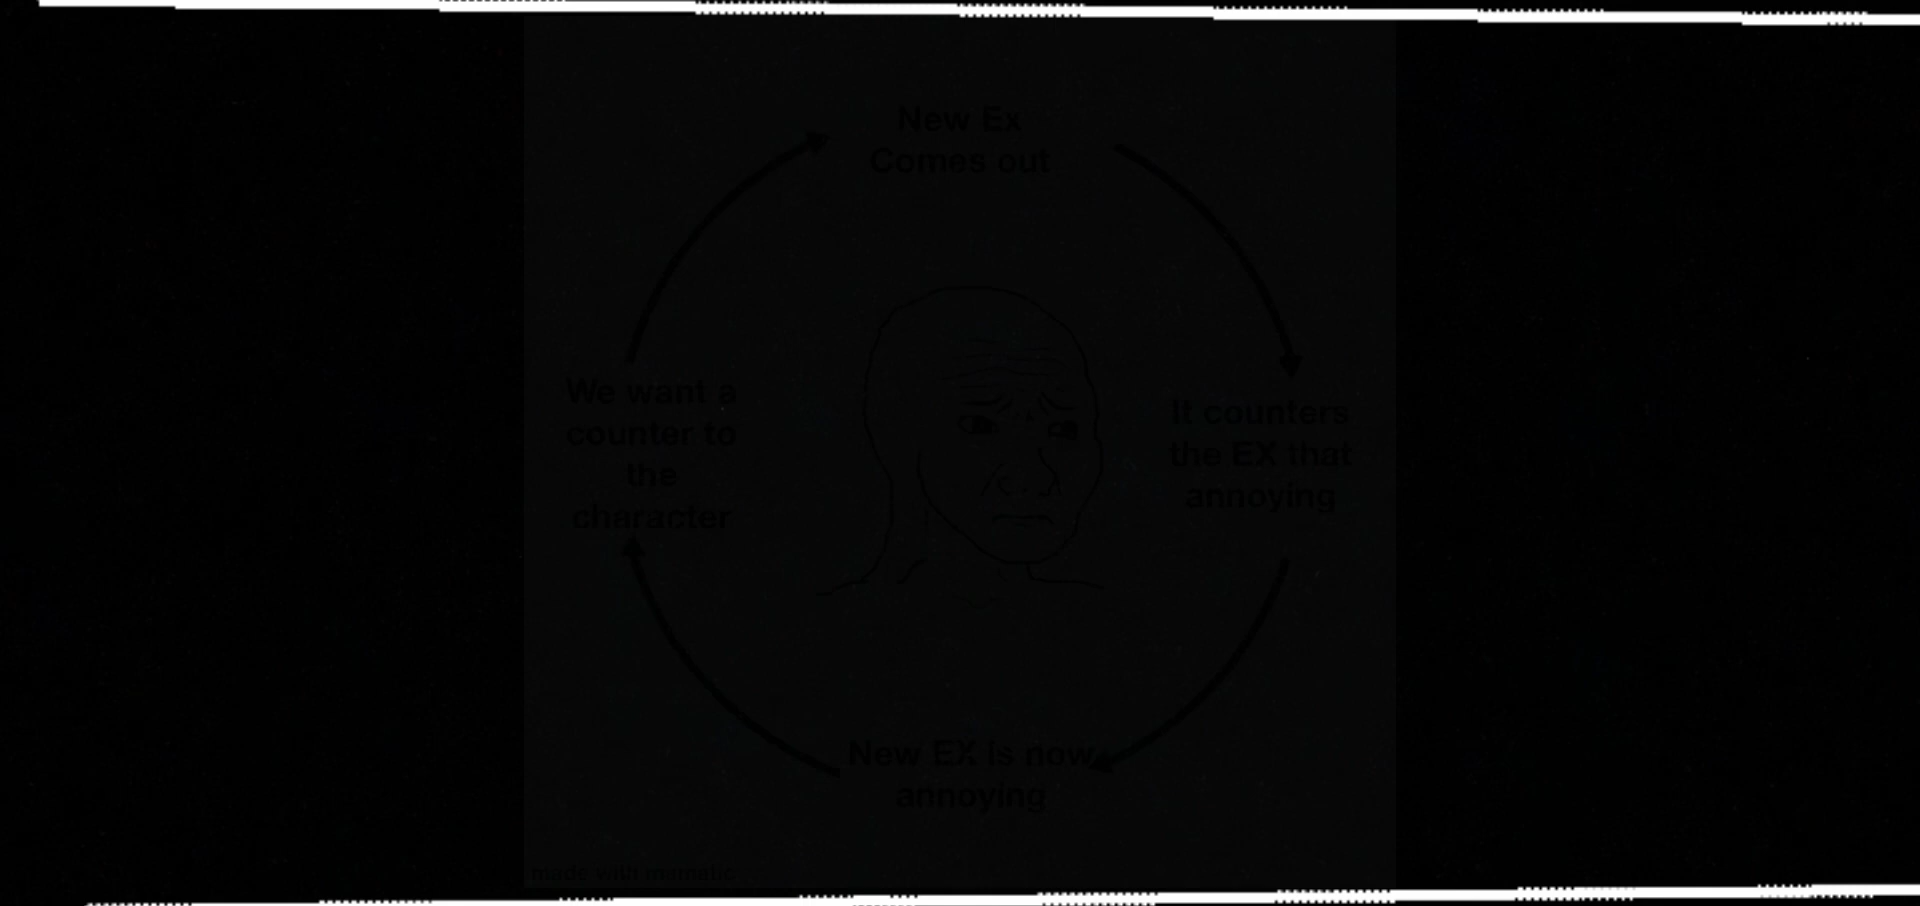 New Ex
Comes out
We want a
counter to
the
character
It counters
the EX that
annoying
New EX is now
annoying
made with mematic